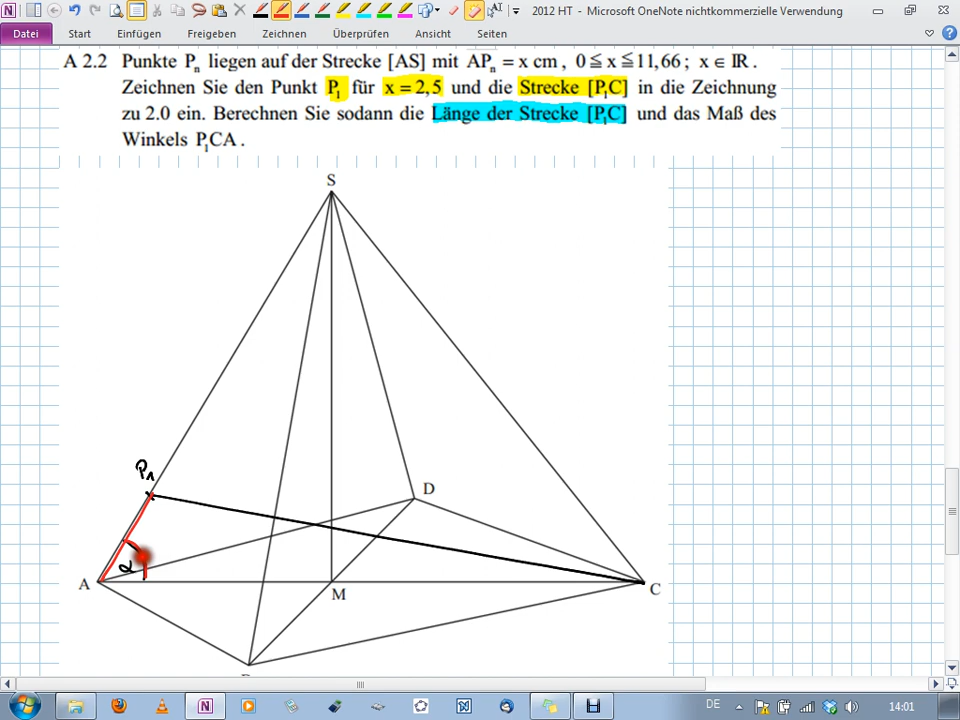 2012 HT - Microsoft OneNote nichtkommerzielle Verwendung
Datei Start Einfügen Freigeben Zeichnen Überprüfen Ansicht Seiten
A 2.2 Punkte Pn liegen auf der Strecke [AS] mit APn = x cm , 0 ≦ x ≦ 11,66 ; x ∈ IR .
Zeichnen Sie den Punkt P1 für x = 2,5 und die Strecke [P1C] in die Zeichnung
zu 2.0 ein. Berechnen Sie sodann die Länge der Strecke [P1C] und das Maß des
Winkels P1CA .
S
P1
D
α
A
M
C
DE
14:01